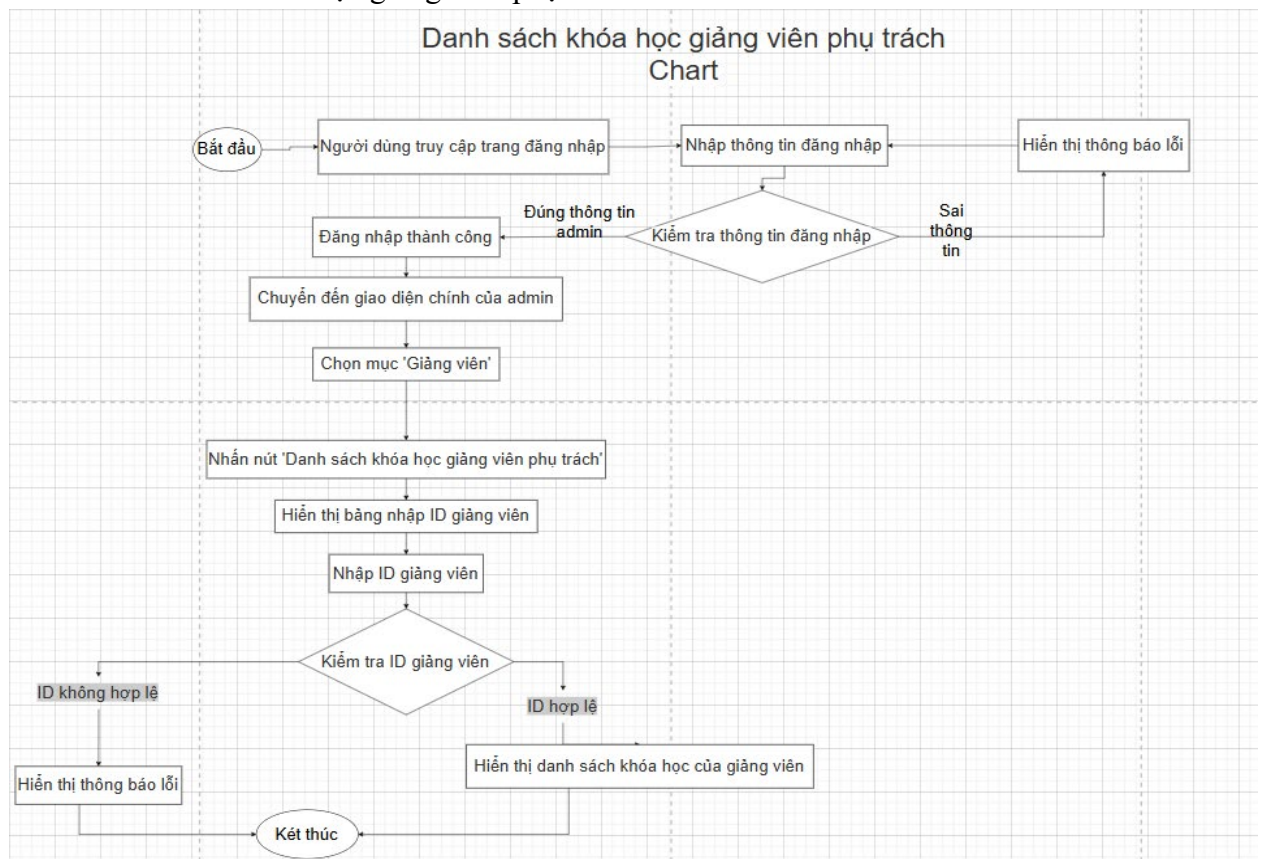 Danh sách khóa học giảng viên phụ trách
Chart
Bắt đầu
Người dùng truy cập trang đăng nhập
Nhập thông tin đăng nhập
Hiển thị thông báo lỗi
Đúng thông tin
admin
Sai
thông
tin
Đăng nhập thành công
Kiểm tra thông tin đăng nhập
Chuyển đến giao diện chính của admin
Chọn mục 'Giảng viên'
Nhấn nút 'Danh sách khóa học giảng viên phụ trách'
Hiển thị bảng nhập ID giảng viên
Nhập ID giảng viên
Kiểm tra ID giảng viên
ID không hợp lệ
ID hợp lệ
Hiển thị danh sách khóa học của giảng viên
Hiển thị thông báo lỗi
Két thúc